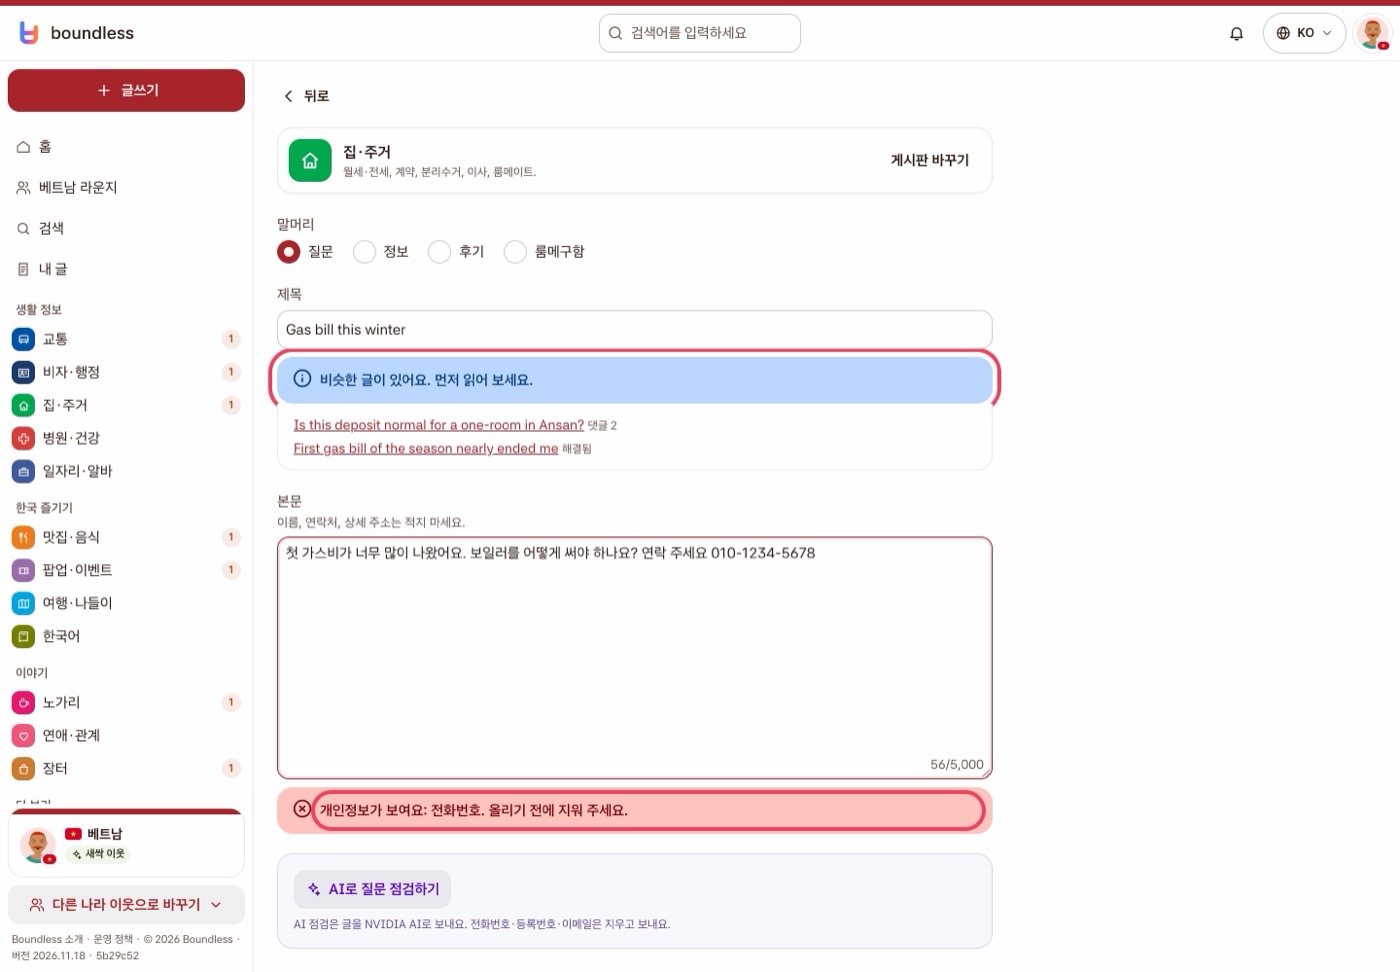 boundless
검색어를 입력하세요
KO
글쓰기
홈
베트남 라운지
검색
내 글
생활 정보
교통 1
비자·행정 1
집·주거 1
병원·건강
일자리·알바
한국 즐기기
맛집·음식 1
팝업·이벤트 1
여행·나들이
한국어
이야기
노가리 1
연애·관계
장터 1
베트남
새싹 이웃
다른 나라 이웃으로 바꾸기
Boundless 소개 · 운영 정책 · © 2026 Boundless ·
버전 2026.11.18 · 5b29c52
뒤로
집·주거
월세·전세, 계약, 분리수거, 이사, 룸메이트.
게시판 바꾸기
말머리
질문 정보 후기 룸메구함
제목
Gas bill this winter
비슷한 글이 있어요. 먼저 읽어 보세요.
Is this deposit normal for a one-room in Ansan? 댓글 2
First gas bill of the season nearly ended me 해결됨
본문
이름, 연락처, 상세 주소는 적지 마세요.
첫 가스비가 너무 많이 나왔어요. 보일러를 어떻게 써야 하나요? 연락 주세요 010-1234-5678
56/5,000
개인정보가 보여요: 전화번호. 올리기 전에 지워 주세요.
AI로 질문 점검하기
AI 점검은 글을 NVIDIA AI로 보내요. 전화번호·등록번호·이메일은 지우고 보내요.